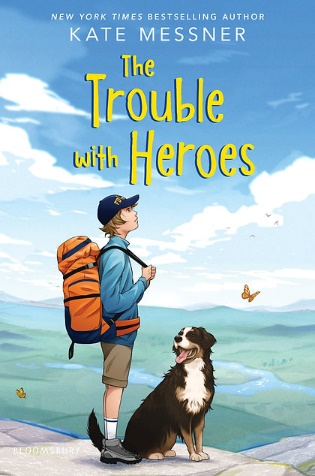 NEW YORK TIMES BESTSELLING AUTHOR
KATE MESSNER
The
Trouble
with Heroes
BLOOMSBURY